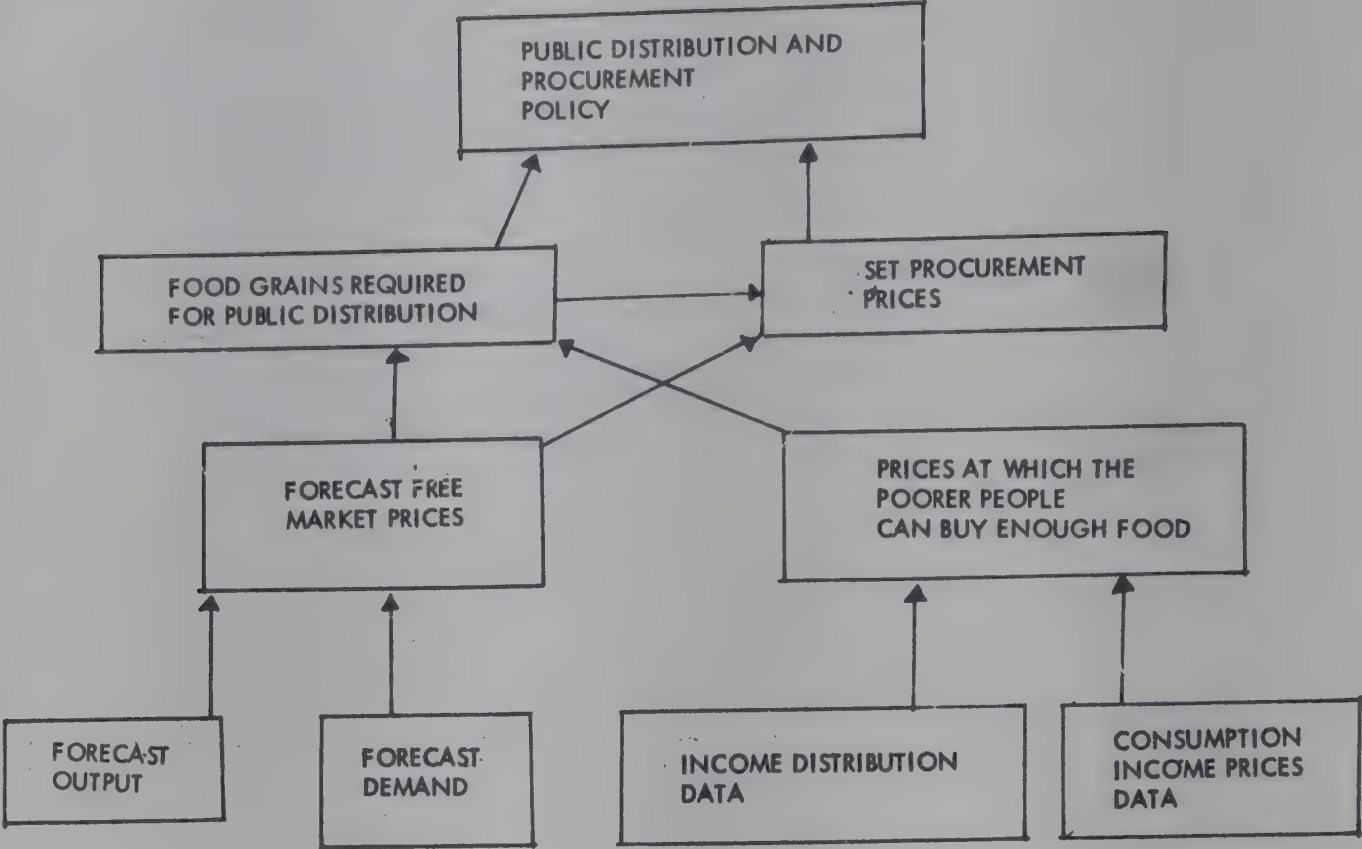 PUBLIC DISTRIBUTION AND
PROCUREMENT
POLICY
FOOD GRAINS REQUIRED
FOR PUBLIC DISTRIBUTION
SET PROCUREMENT
PRICES
FORECAST FREE
MARKET PRICES
PRICES AT WHICH THE
POORER PEOPLE
CAN BUY ENOUGH FOOD
FORECAST
OUTPUT
FORECAST
DEMAND
INCOME DISTRIBUTION
DATA
CONSUMPTION
INCOME PRICES
DATA